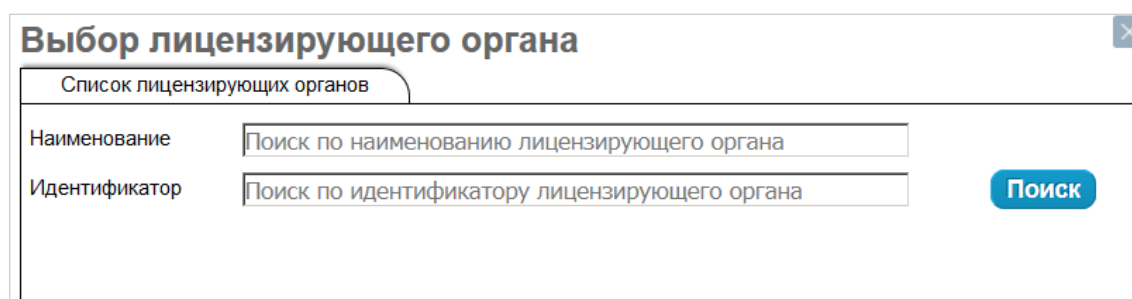 Выбор лицензирующего органа
Список лицензирующих органов
Наименование
Поиск по наименованию лицензирующего органа
Идентификатор
Поиск по идентификатору лицензирующего органа
Поиск